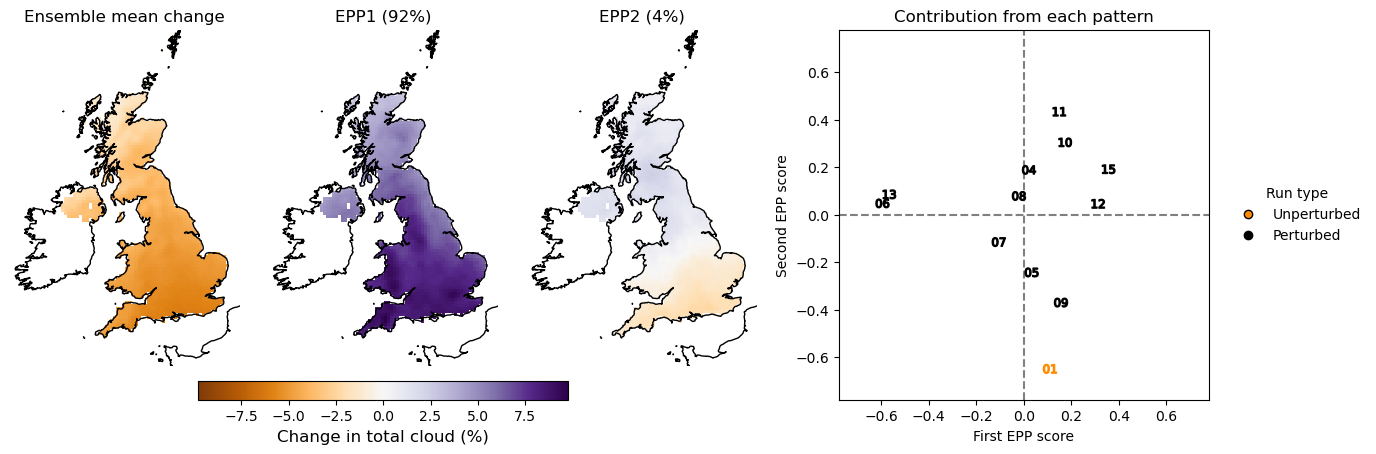 Ensemble mean change
EPP1 (92%)
EPP2 (4%)
Contribution from each pattern
Second EPP score
0.6
0.4
0.2
0.0
−0.2
−0.4
−0.6
11
10
04
15
13
08
06
12
07
05
09
01
−0.6 −0.4 −0.2 0.0 0.2 0.4 0.6
First EPP score
Run type
Unperturbed
Perturbed
−7.5 −5.0 −2.5 0.0 2.5 5.0 7.5
Change in total cloud (%)